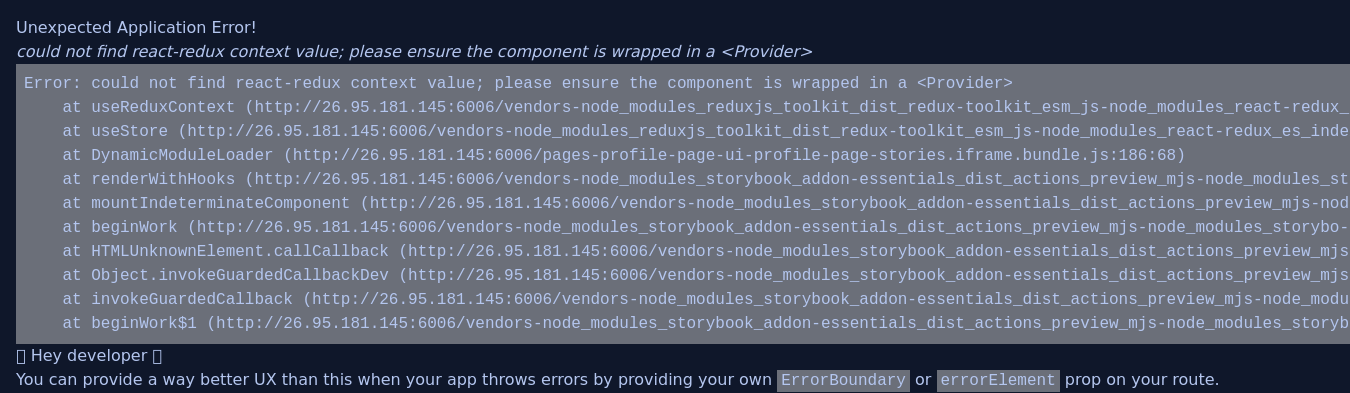 Unexpected Application Error!
could not find react-redux context value; please ensure the component is wrapped in a <Provider>
Error: could not find react-redux context value; please ensure the component is wrapped in a <Provider>
    at useReduxContext (http://26.95.181.145:6006/vendors-node_modules_reduxjs_toolkit_dist_redux-toolkit_esm_js-node_modules_react-redux_
    at useStore (http://26.95.181.145:6006/vendors-node_modules_reduxjs_toolkit_dist_redux-toolkit_esm_js-node_modules_react-redux_es_inde
    at DynamicModuleLoader (http://26.95.181.145:6006/pages-profile-page-ui-profile-page-stories.iframe.bundle.js:186:68)
    at renderWithHooks (http://26.95.181.145:6006/vendors-node_modules_storybook_addon-essentials_dist_actions_preview_mjs-node_modules_st
    at mountIndeterminateComponent (http://26.95.181.145:6006/vendors-node_modules_storybook_addon-essentials_dist_actions_preview_mjs-nod
    at beginWork (http://26.95.181.145:6006/vendors-node_modules_storybook_addon-essentials_dist_actions_preview_mjs-node_modules_storybo-
    at HTMLUnknownElement.callCallback (http://26.95.181.145:6006/vendors-node_modules_storybook_addon-essentials_dist_actions_preview_mjs
    at Object.invokeGuardedCallbackDev (http://26.95.181.145:6006/vendors-node_modules_storybook_addon-essentials_dist_actions_preview_mjs
    at invokeGuardedCallback (http://26.95.181.145:6006/vendors-node_modules_storybook_addon-essentials_dist_actions_preview_mjs-node_modu
    at beginWork$1 (http://26.95.181.145:6006/vendors-node_modules_storybook_addon-essentials_dist_actions_preview_mjs-node_modules_storyb
Hey developer
You can provide a way better UX than this when your app throws errors by providing your own ErrorBoundary or errorElement prop on your route.